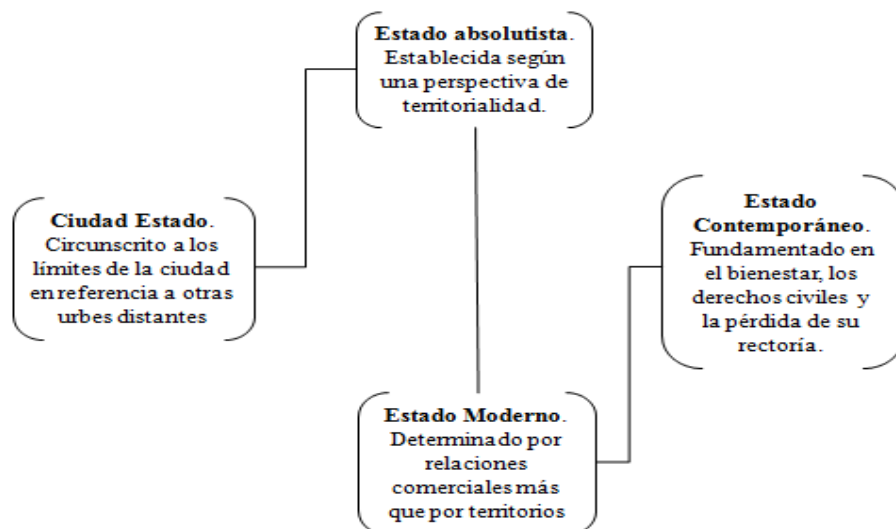 Estado absolutista.
Establecida según
una perspectiva de
territorialidad.
Ciudad Estado.
Circunscrito a los
límites de la ciudad
en referencia a otras
urbes distantes
Estado
Contemporáneo.
Fundamentado en
el bienestar, los
derechos civiles y
la pérdida de su
rectoría.
Estado Moderno.
Determinado por
relaciones
comerciales más
que por territorios